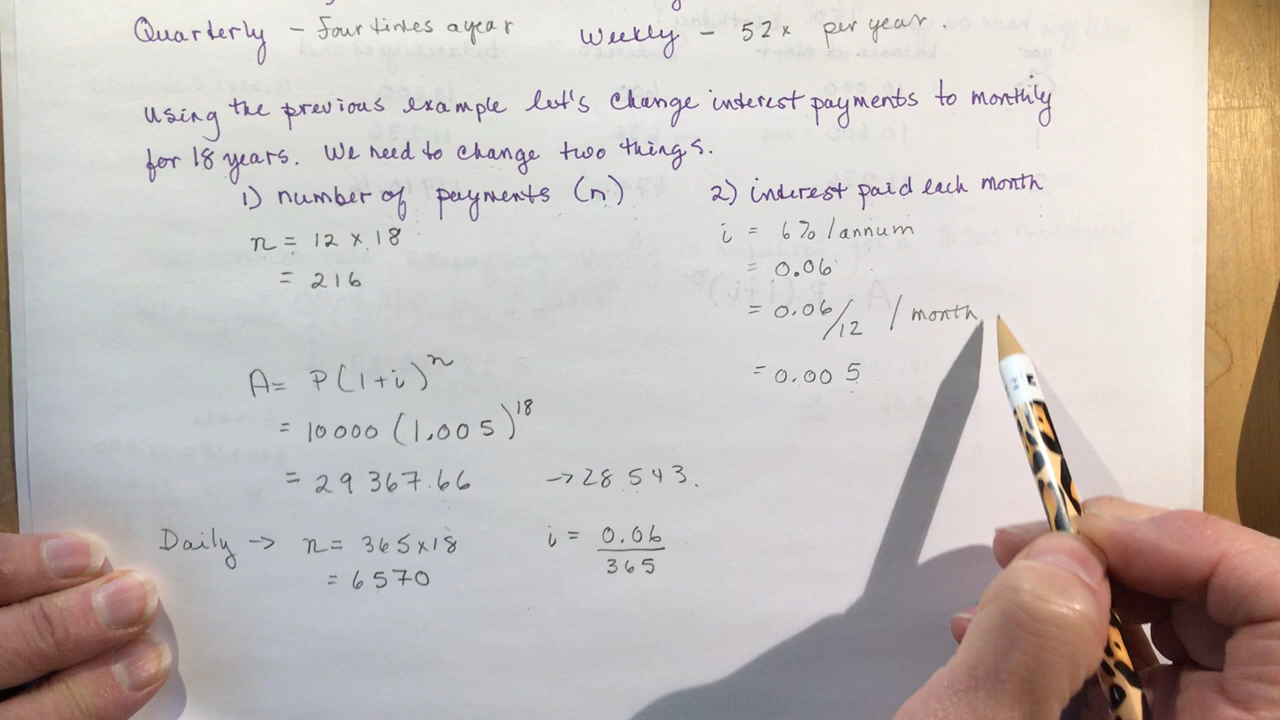 Quarterly - Four times a year Weekly - 52x per year.
Using the previous example let's change interest payments to monthly
for 18 years. We need to change two things.
1) number of payments (n) 2) interest paid each month
n = 12 x 18 i = 6% / annum
= 216 = 0.06
= 0.06/12 / month
A = P(1+i)^n = 0.005
= 10000 (1.005)^18
= 29 367.66 → 28 543.
Daily → n = 365x18 i = 0.06/365
= 6570